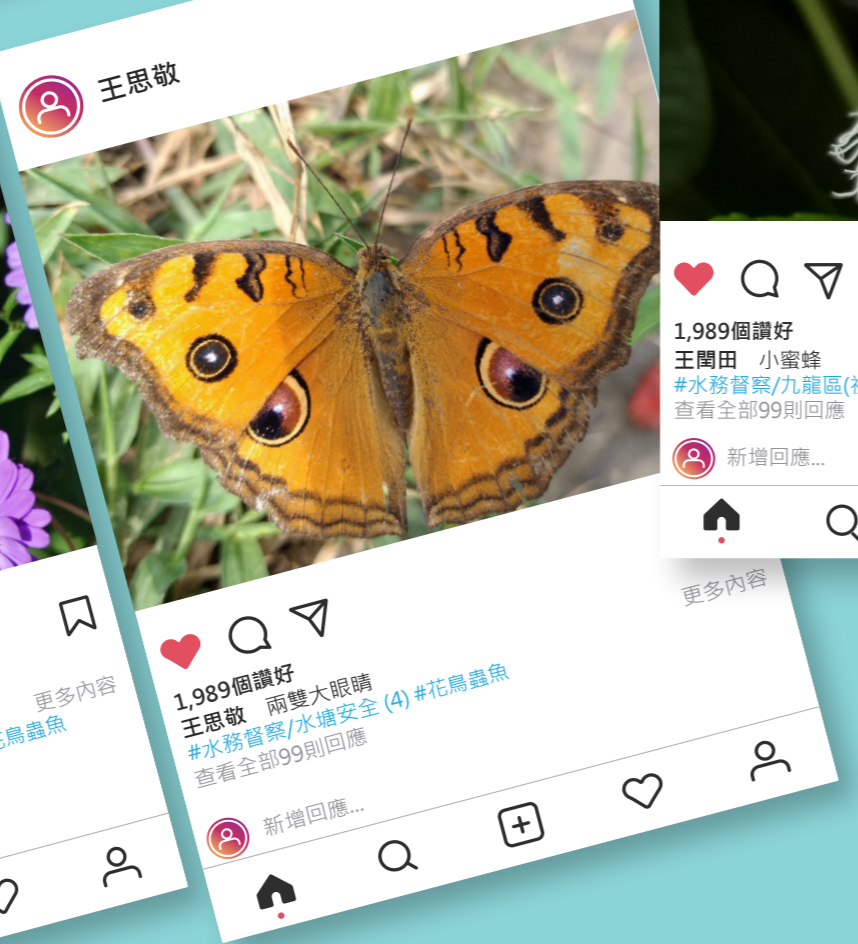 王思敬
1,989個讚好
王思敬 兩雙大眼睛
#水務督察/水塘安全 (4) #花鳥蟲魚
查看全部99則回應
新增回應...
更多內容
更多內容
鳥蟲魚
1,989個讚好
王閏田 小蜜蜂
#水務督察/九龍區(
查看全部99則回應
新增回應...